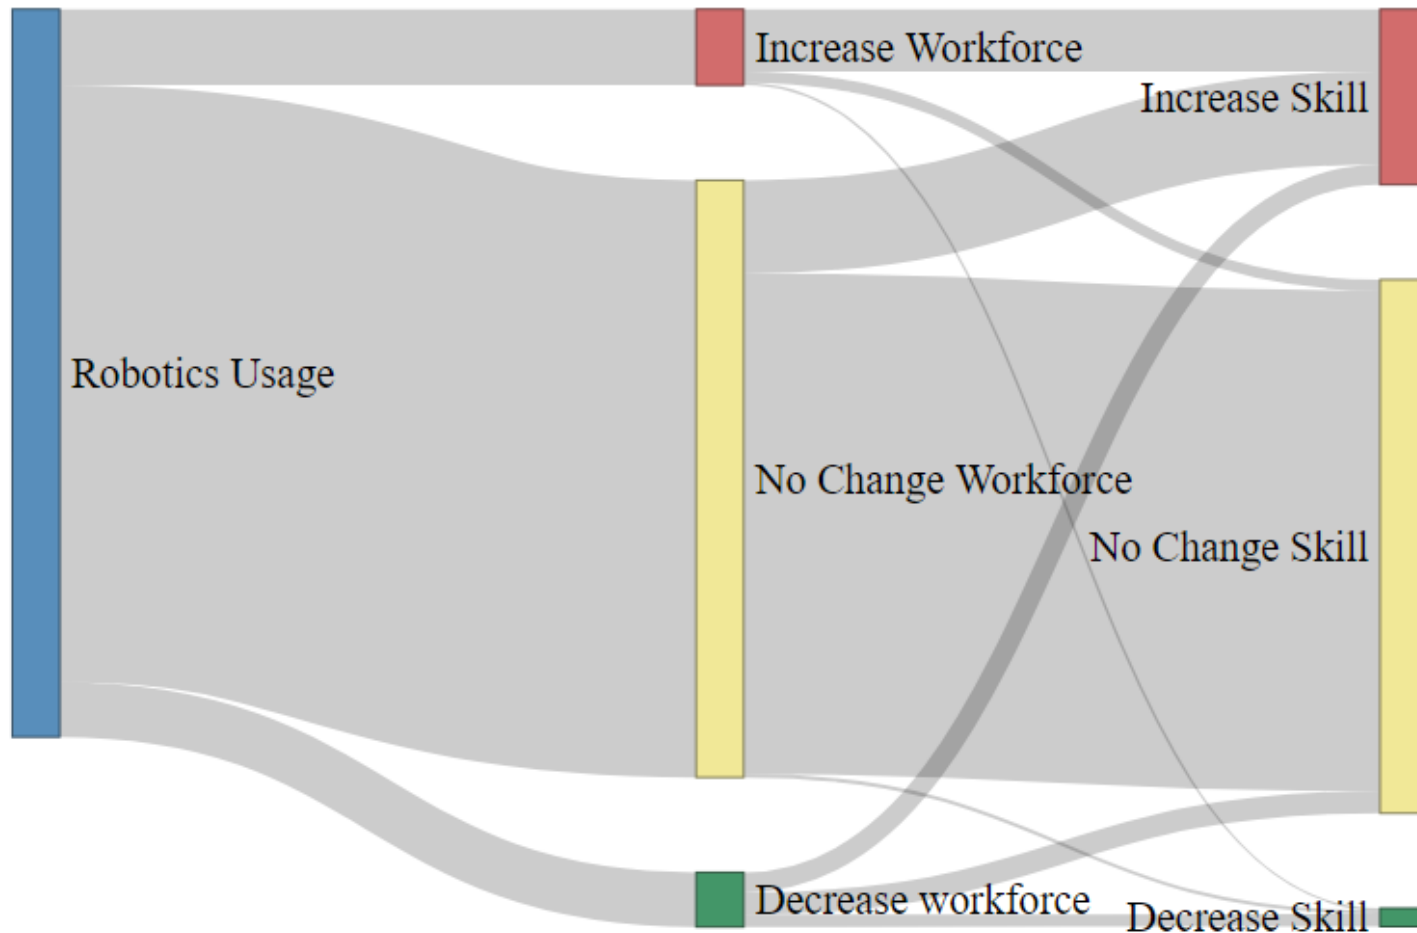 Increase Workforce
Increase Skill
Robotics Usage
No Change Workforce
No Change Skill
Decrease workforce
Decrease Skill